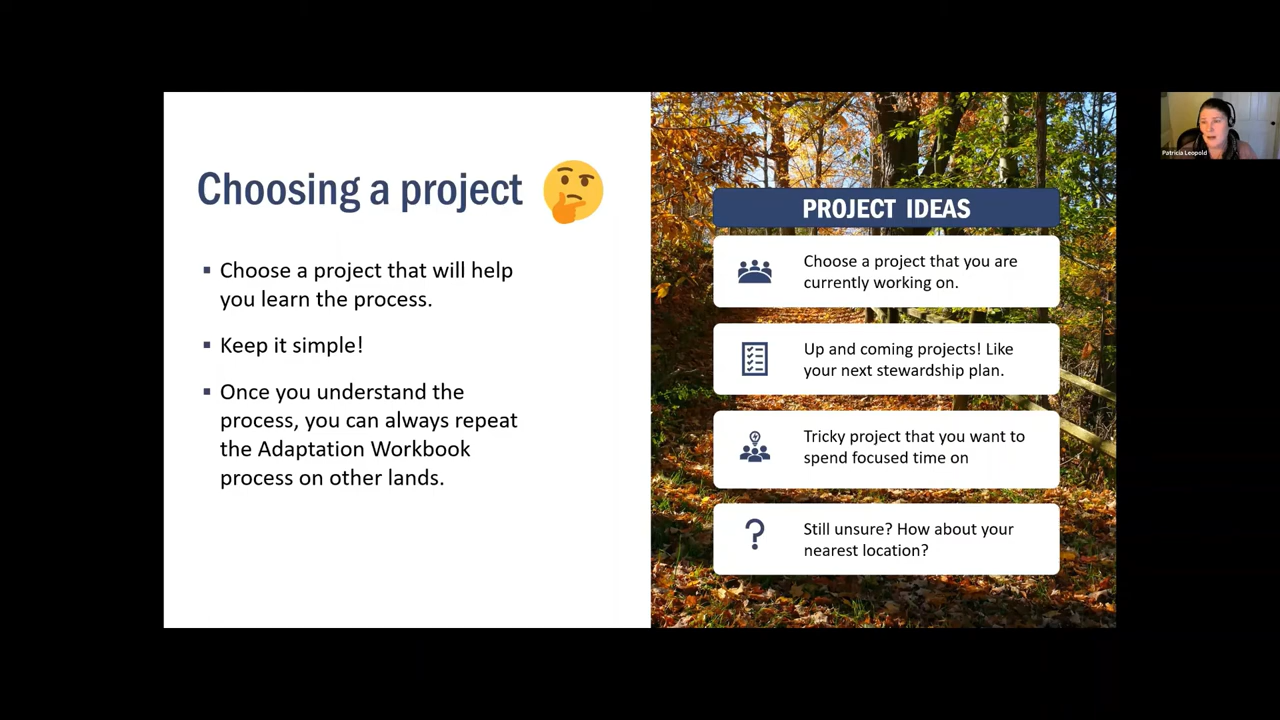 Choosing a project
Choose a project that will help
you learn the process.
Keep it simple!
Once you understand the
process, you can always repeat
the Adaptation Workbook
process on other lands.
PROJECT IDEAS
Choose a project that you are
currently working on.
Up and coming projects! Like
your next stewardship plan.
Tricky project that you want to
spend focused time on
Still unsure? How about your
nearest location?
Patricia Leopold